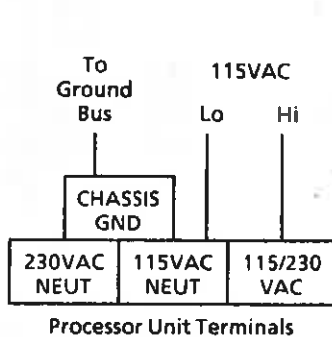 To
Ground
Bus
115VAC
Lo
Hi
CHASSIS
GND
230VAC
NEUT
115VAC
NEUT
115/230
VAC
Processor Unit Terminals